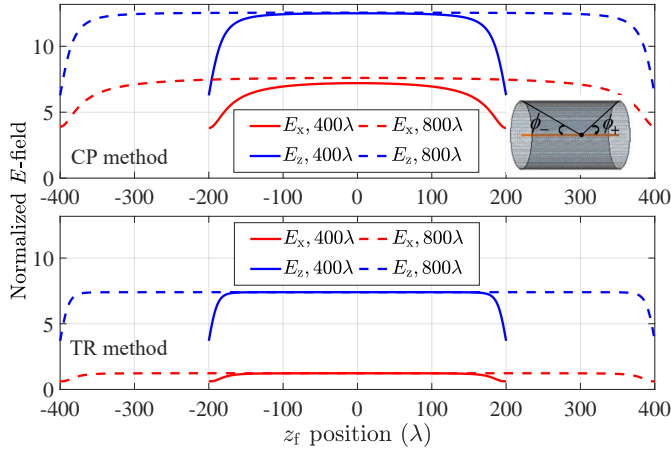 Normalized E-field
10
5
0
CP method
E_x, 400λ E_x, 800λ
E_z, 400λ E_z, 800λ
ϕ_− ϕ_+
-400 -300 -200 -100 0 100 200 300 400
10
5
0
E_x, 400λ E_x, 800λ
E_z, 400λ E_z, 800λ
TR method
-400 -300 -200 -100 0 100 200 300 400
z_f position (λ)